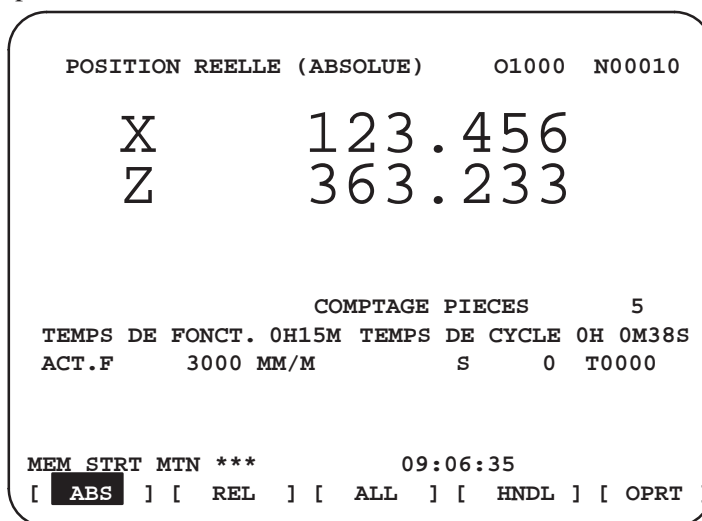 POSITION REELLE (ABSOLUE) O1000 N00010
X 123.456
Z 363.233
COMPTAGE PIECES 5
TEMPS DE FONCT. 0H15M TEMPS DE CYCLE 0H 0M38S
ACT.F 3000 MM/M S 0 T0000
MEM STRT MTN *** 09:06:35
[ ABS ] [ REL ] [ ALL ] [ HNDL ] [ OPRT ]